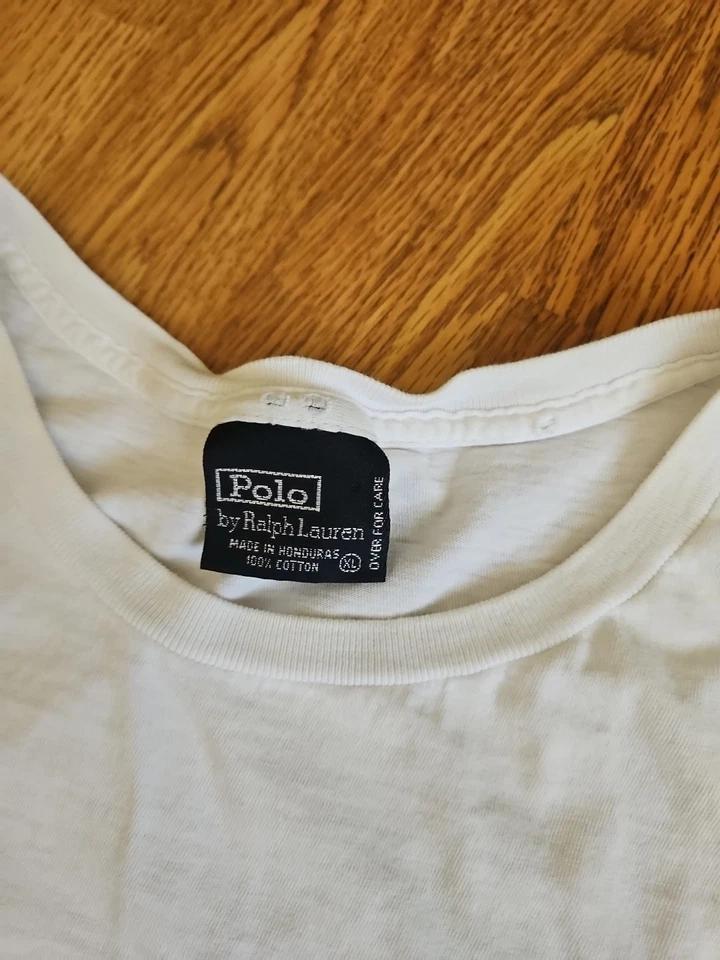 Polo
by Ralph Lauren
MADE IN HONDURAS
100% COTTON
XL
OVER FOR CARE